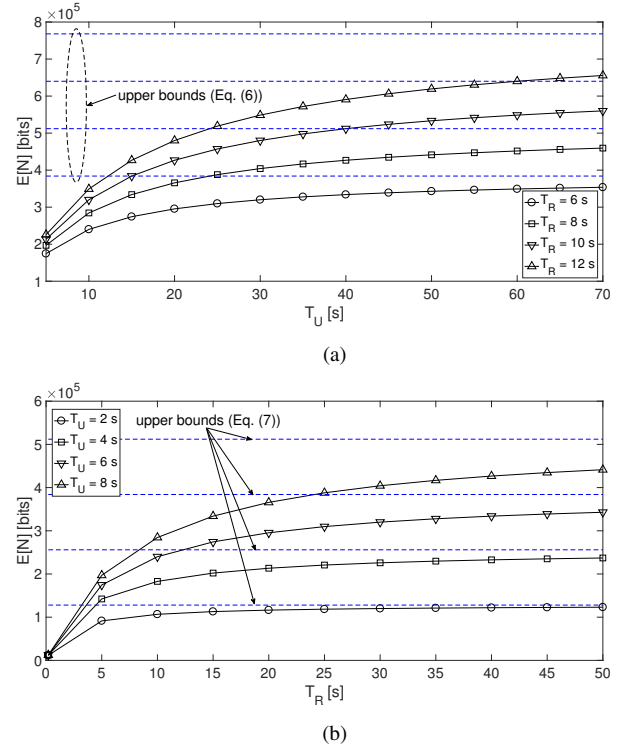 ×10^5
8
7
6
5
4
3
2
1
E[N] [bits]
upper bounds (Eq. (6))
T_R = 6 s
T_R = 8 s
T_R = 10 s
T_R = 12 s
10 20 30 40 50 60 70
T_U [s]
(a)
×10^5
6
5
4
3
2
1
0
E[N] [bits]
T_U = 2 s
T_U = 4 s
T_U = 6 s
T_U = 8 s
upper bounds (Eq. (7))
0 5 10 15 20 25 30 35 40 45 50
T_R [s]
(b)